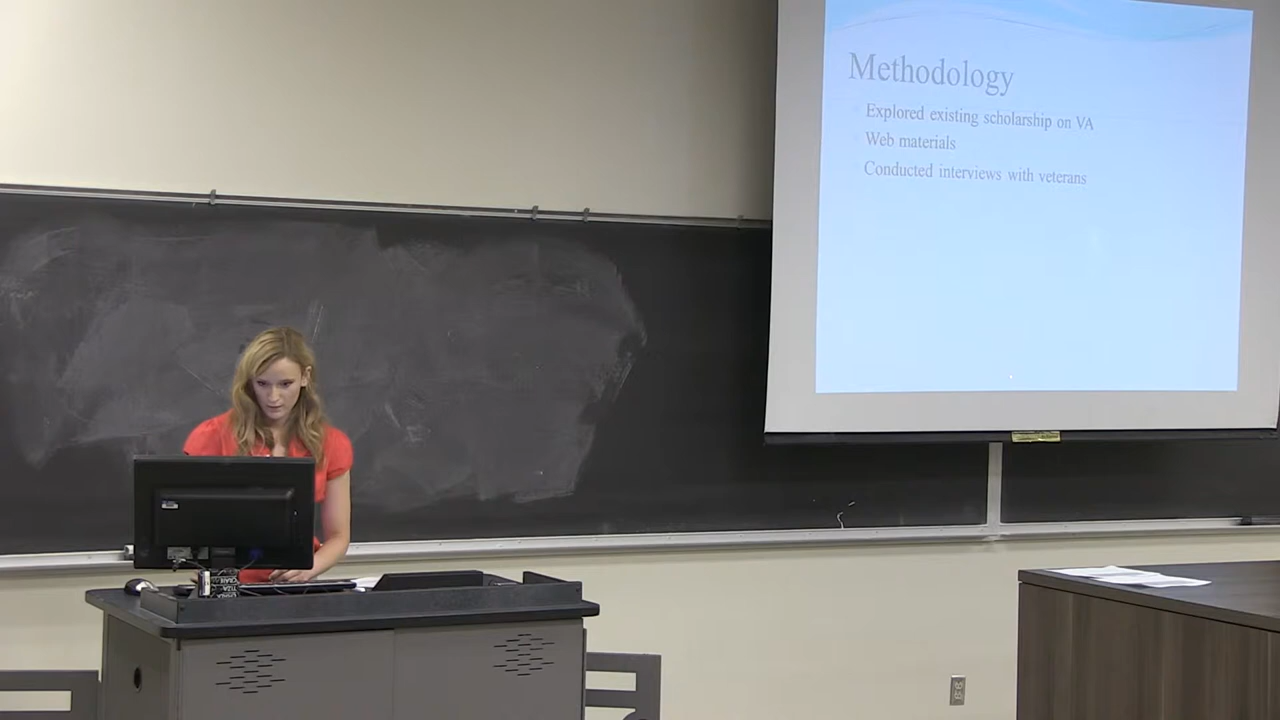 Methodology
Explored existing scholarship on VA
Web materials
Conducted interviews with veterans